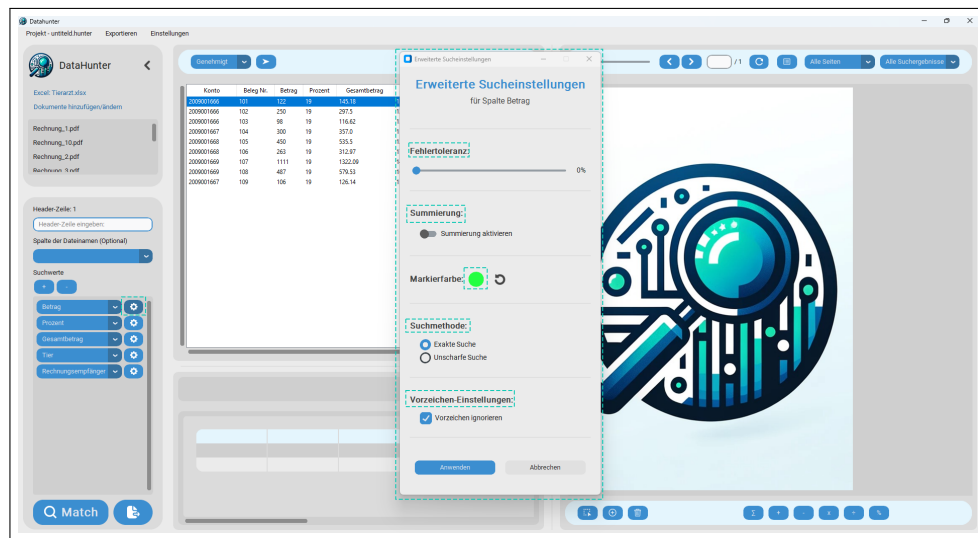 Datahunter
Projekt - untiteld.hunter Exportieren Einstellungen
DataHunter
Excel: Tierarzt.xlsx
Dokumente hinzufügen/ändern
Rechnung_1.pdf
Rechnung_10.pdf
Rechnung_2.pdf
Rechnung_3.pdf
Header-Zeile: 1
Header-Zeile eingeben:
Spalte der Dateinamen (Optional)
Suchwerte
+ -
Betrag
Prozent
Gesamtbetrag
Tier
Rechnungsempfänger
Match
Genehmigt
Konto Beleg Nr. Betrag Prozent Gesamtbetrag
2009001666 101 122 19 145.18
2009001666 102 250 19 297.5
2009001666 103 98 19 116.62
2009001667 104 300 19 357.0
2009001668 105 450 19 535.5
2009001668 106 263 19 312.97
2009001669 107 1111 19 1322.09
2009001669 108 487 19 579.53
2009001667 109 106 19 126.14
Erweiterte Sucheinstellungen
Erweiterte Sucheinstellungen
für Spalte Betrag
Fehlertoleranz:
0%
Summierung:
Summierung aktivieren
Markierfarbe:
Suchmethode:
Exakte Suche
Unscharfe Suche
Vorzeichen-Einstellungen:
Vorzeichen ignorieren
Anwenden Abbrechen
/1 Alle Seiten Alle Suchergebnisse
Σ + - x ÷ %